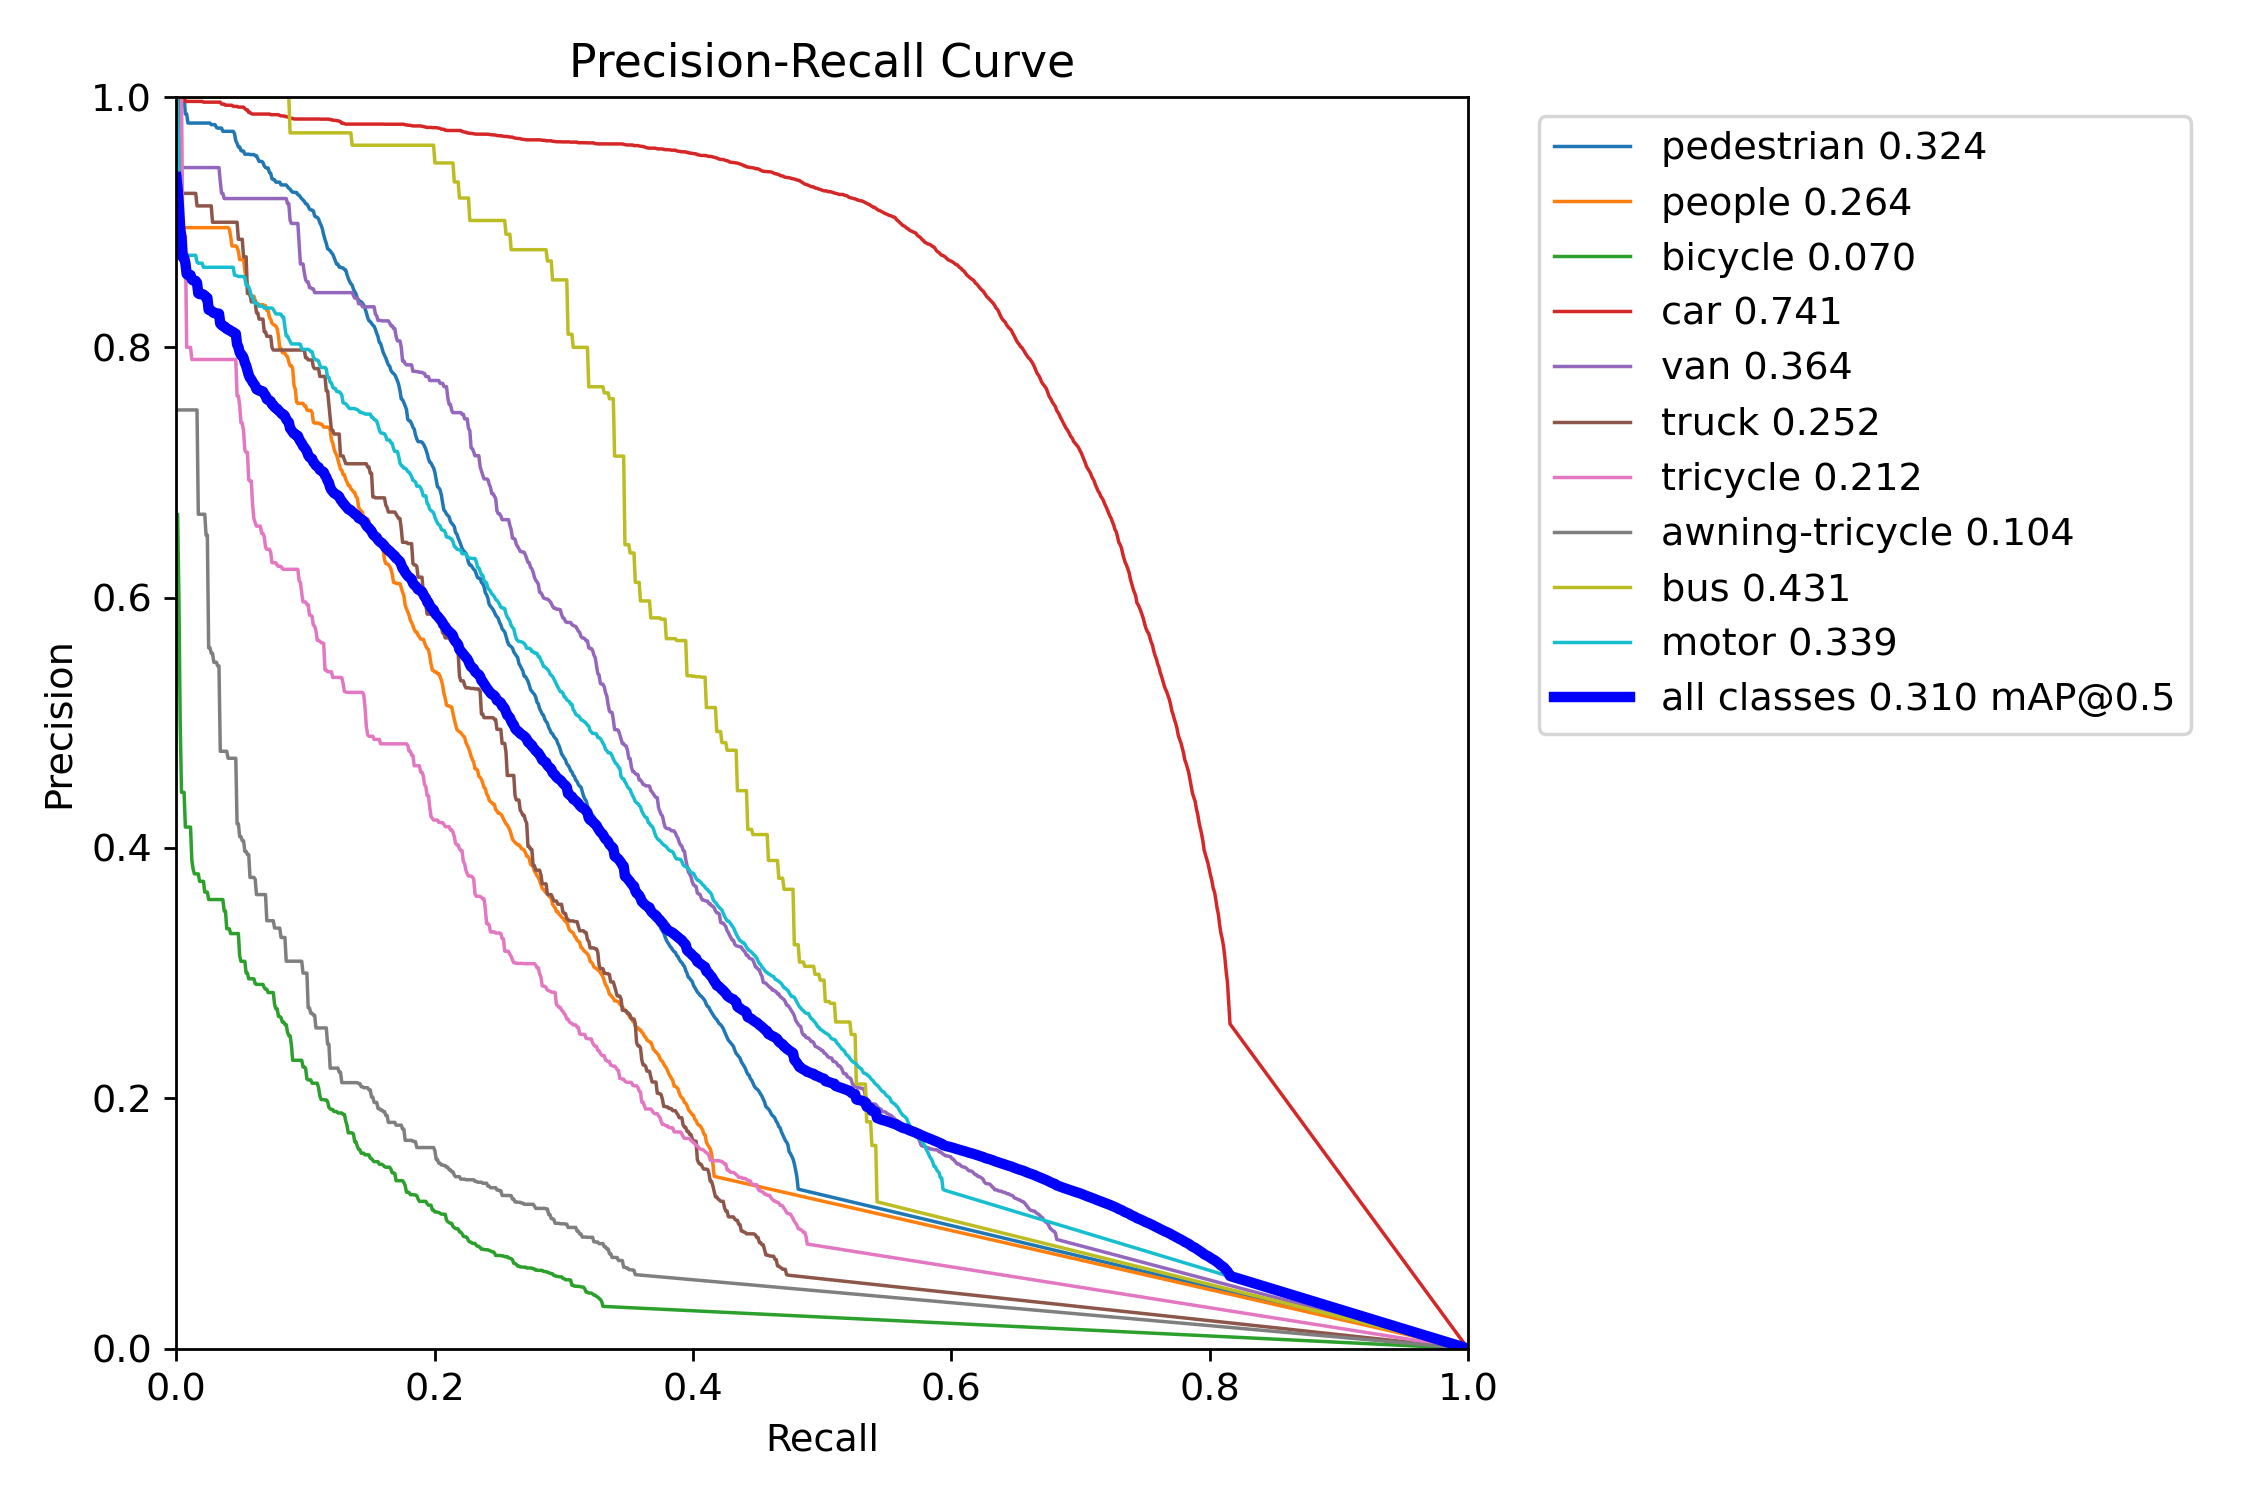 Precision-Recall Curve
1.0
0.8
0.6
0.4
0.2
0.0
Precision
0.0 0.2 0.4 0.6 0.8 1.0
Recall
pedestrian 0.324
people 0.264
bicycle 0.070
car 0.741
van 0.364
truck 0.252
tricycle 0.212
awning-tricycle 0.104
bus 0.431
motor 0.339
all classes 0.310 mAP@0.5